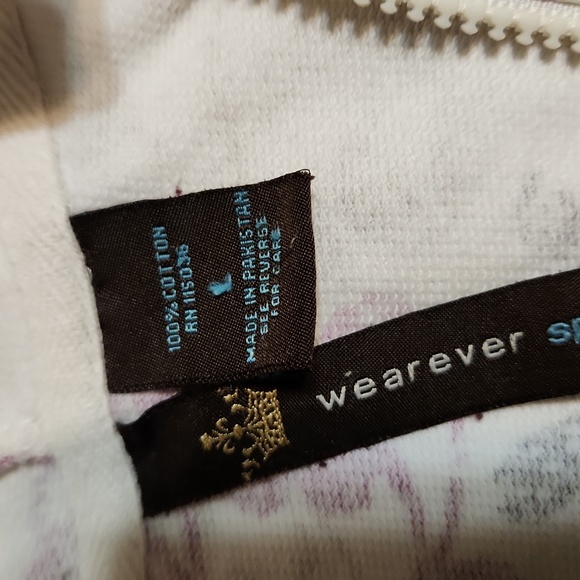 100% COTTON
RN 115036
L
MADE IN PAKISTAN
SEE REVERSE
FOR CARE
wearever